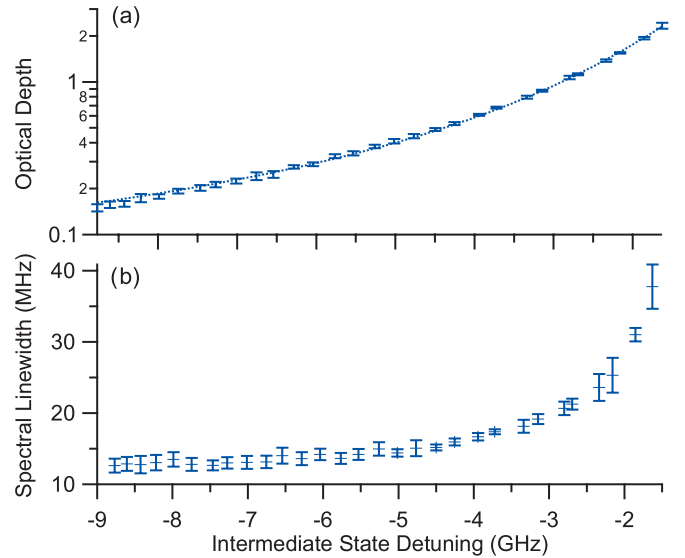 (a)
2
1
8
6
4
2
0.1
Optical Depth
(b)
40
30
20
10
Spectral Linewidth (MHz)
-9 -8 -7 -6 -5 -4 -3 -2
Intermediate State Detuning (GHz)